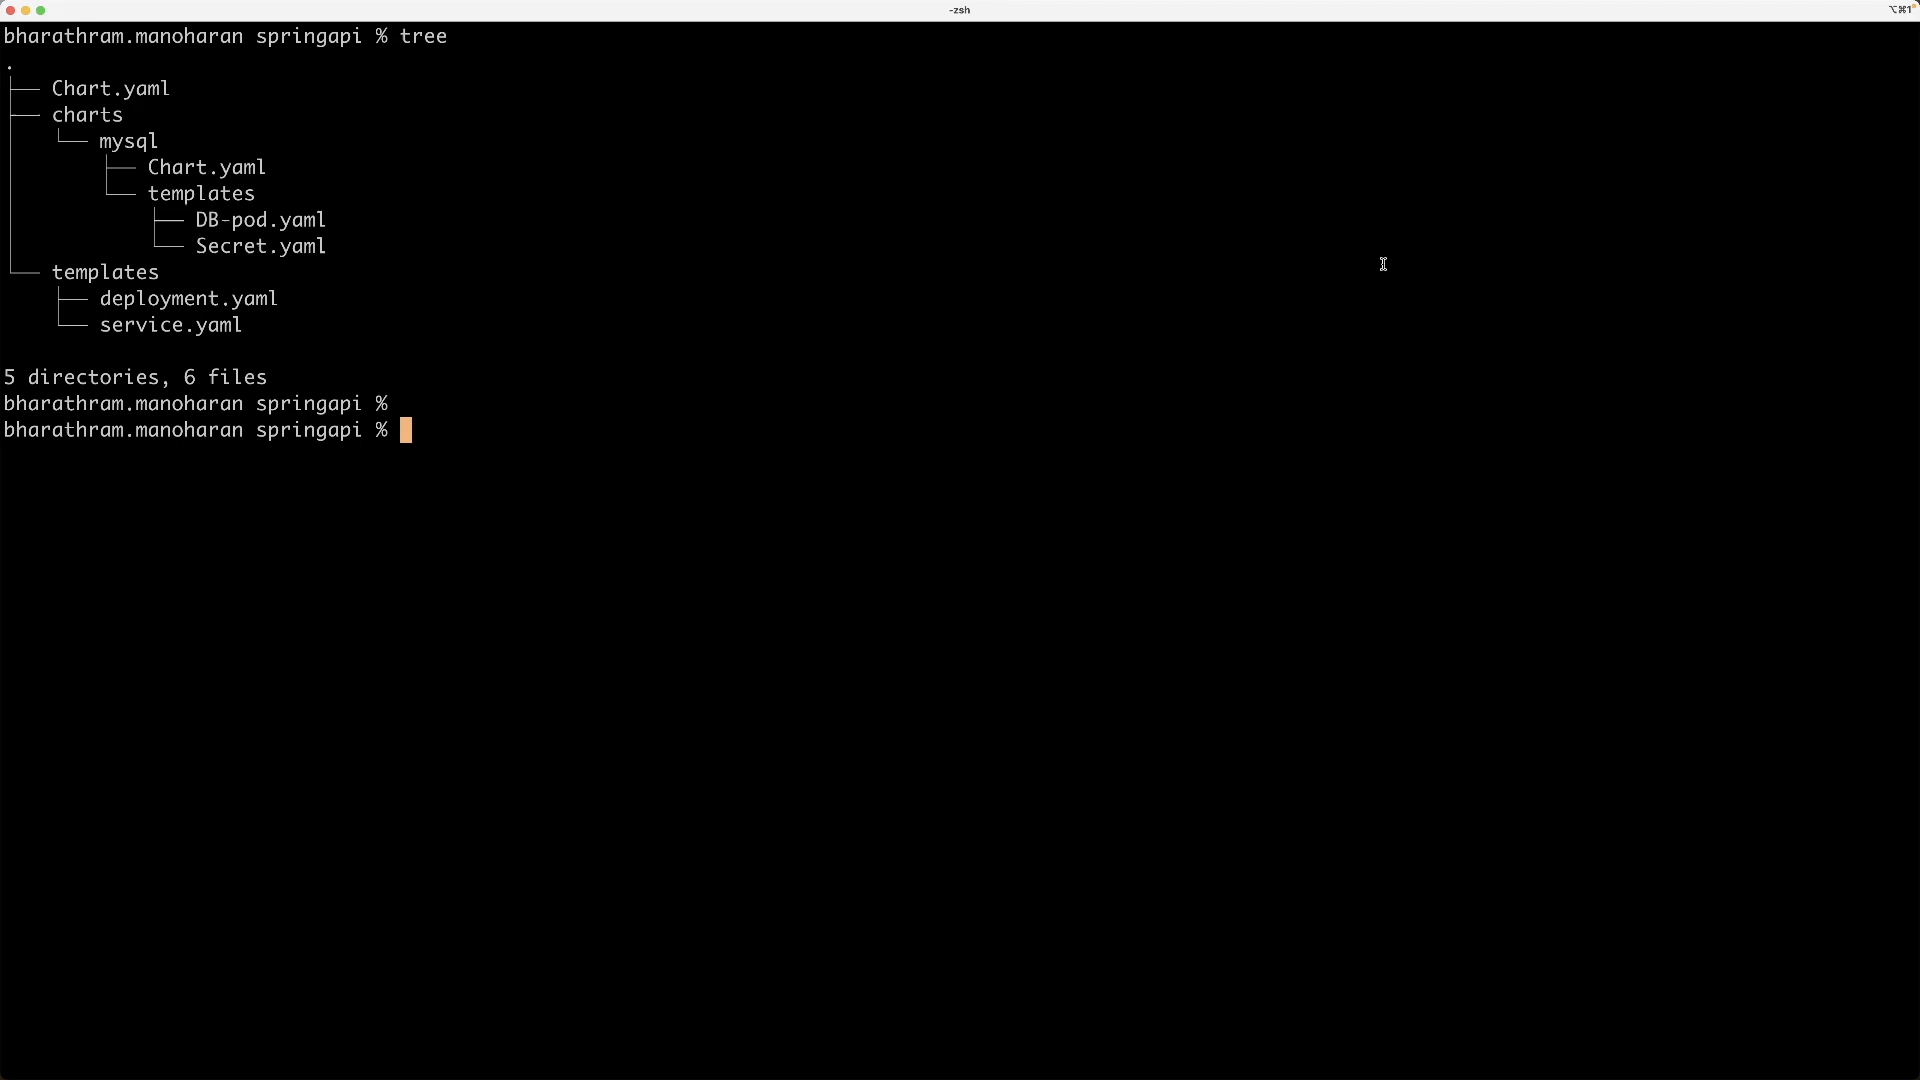 -zsh
⌥⌘1
bharathram.manoharan springapi % tree
.
├── Chart.yaml
├── charts
│   └── mysql
│       ├── Chart.yaml
│       └── templates
│           ├── DB-pod.yaml
│           └── Secret.yaml
└── templates
    ├── deployment.yaml
    └── service.yaml
5 directories, 6 files
bharathram.manoharan springapi %
bharathram.manoharan springapi %